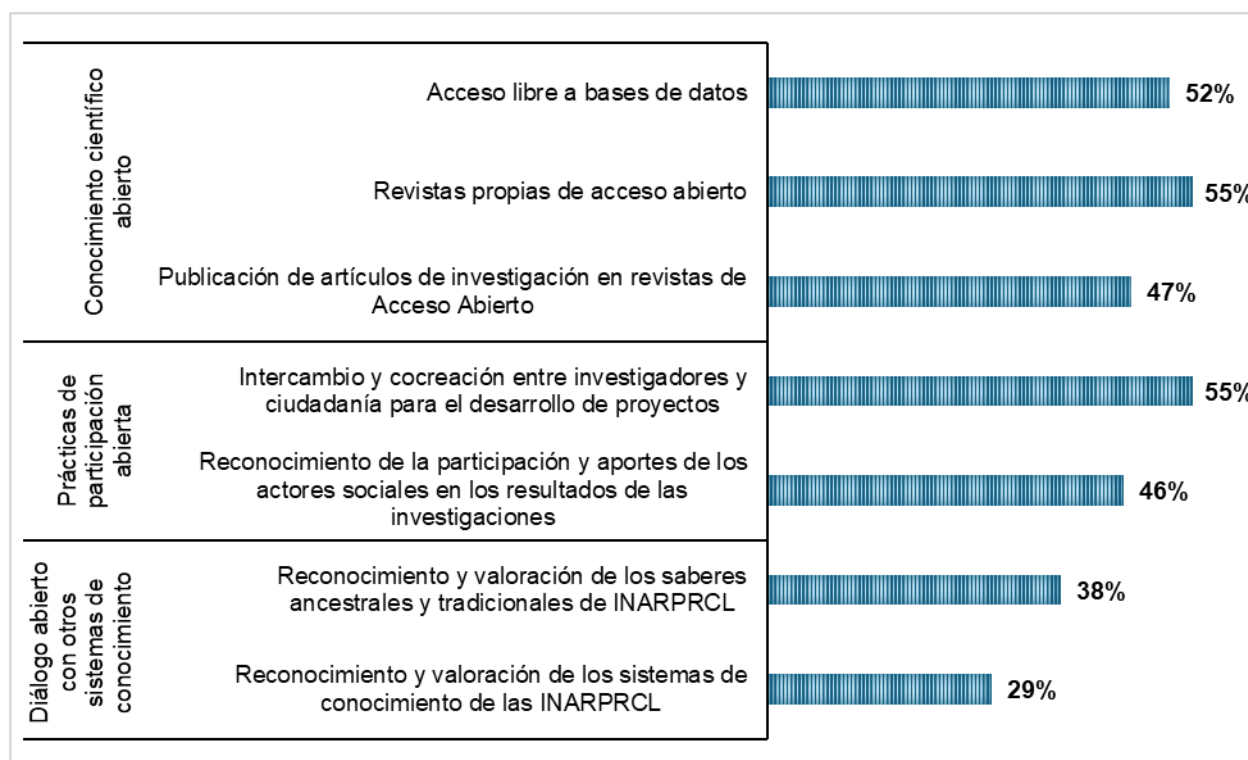 Conocimiento científico
abierto
Acceso libre a bases de datos
52%
Revistas propias de acceso abierto
55%
Publicación de artículos de investigación en revistas de
Acceso Abierto
47%
Prácticas de
participación
abierta
Intercambio y cocreación entre investigadores y
ciudadanía para el desarrollo de proyectos
55%
Reconocimiento de la participación y aportes de los
actores sociales en los resultados de las
investigaciones
46%
Diálogo abierto
con otros
sistemas de
conocimiento
Reconocimiento y valoración de los saberes
ancestrales y tradicionales de INARPRCL
38%
Reconocimiento y valoración de los sistemas de
conocimiento de las INARPRCL
29%